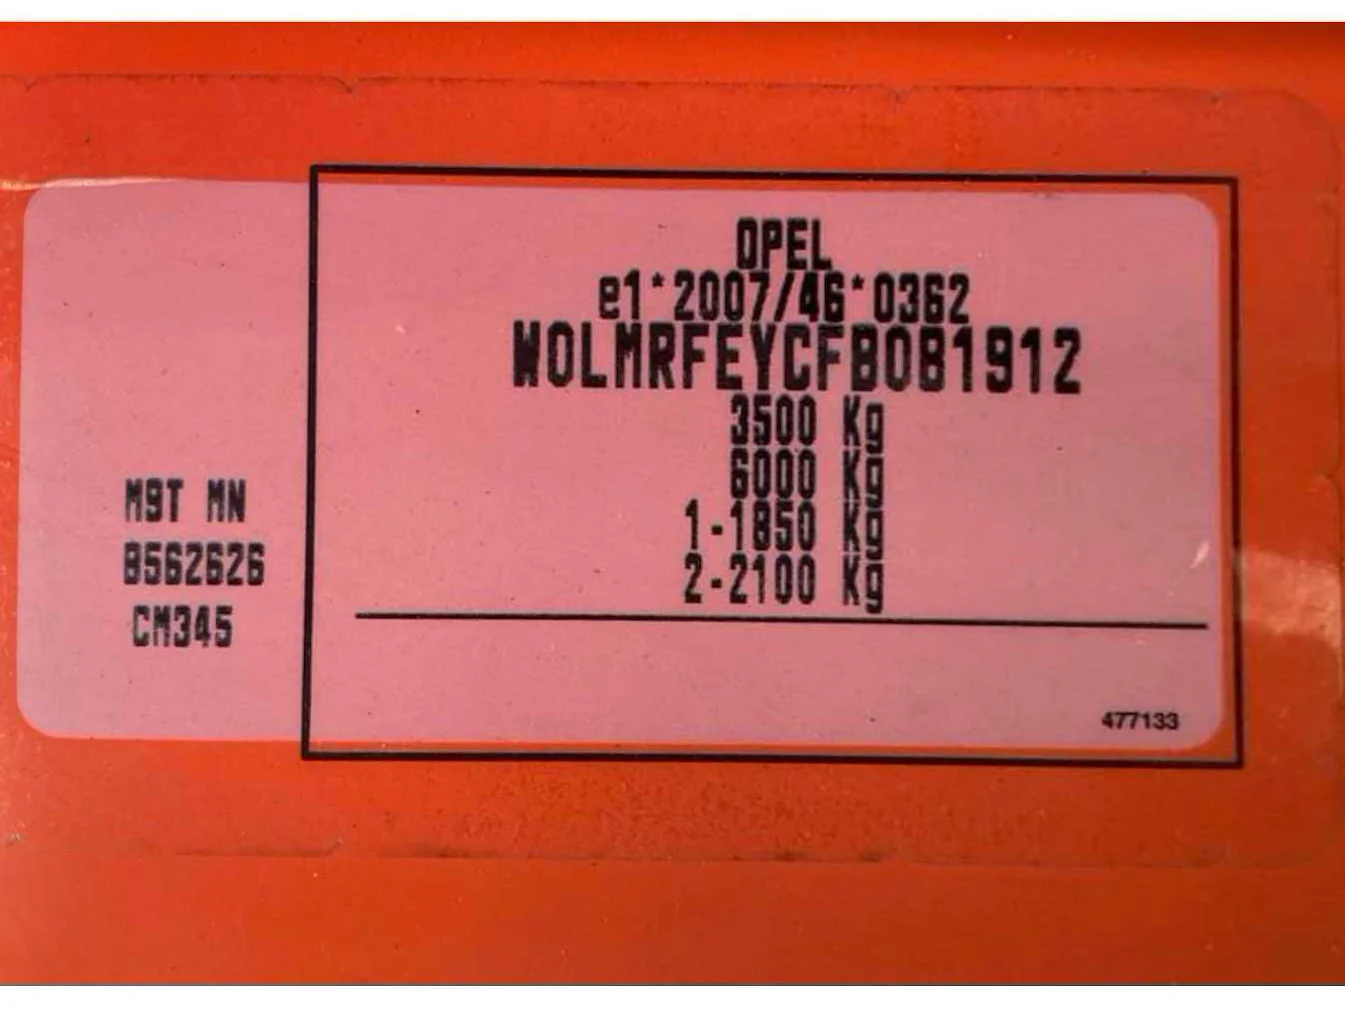 OPEL
e1*2007/46*0362
W0LMRFEYCFB081912
3500 Kg
6000 Kg
1-1850 Kg
2-2100 Kg
M9T MN
B562626
CM345
477133